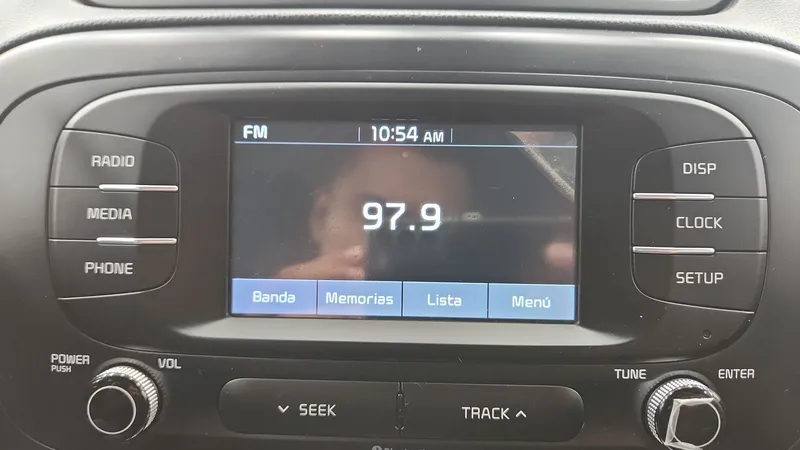 FM 10:54 AM
RADIO
MEDIA
PHONE
97.9
Banda Memorias Lista Menú
DISP
CLOCK
SETUP
POWER
PUSH
VOL
SEEK
TRACK
TUNE
ENTER